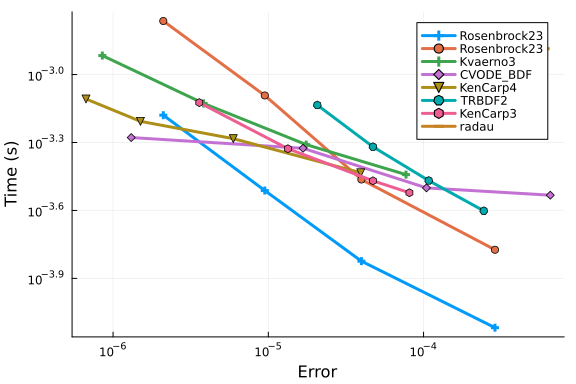 Rosenbrock23
Rosenbrock23
Kvaerno3
CVODE_BDF
KenCarp4
TRBDF2
KenCarp3
radau
Time (s)
10^−3.0
10^−3.3
10^−3.6
10^−3.9
10^−6
10^−5
10^−4
Error